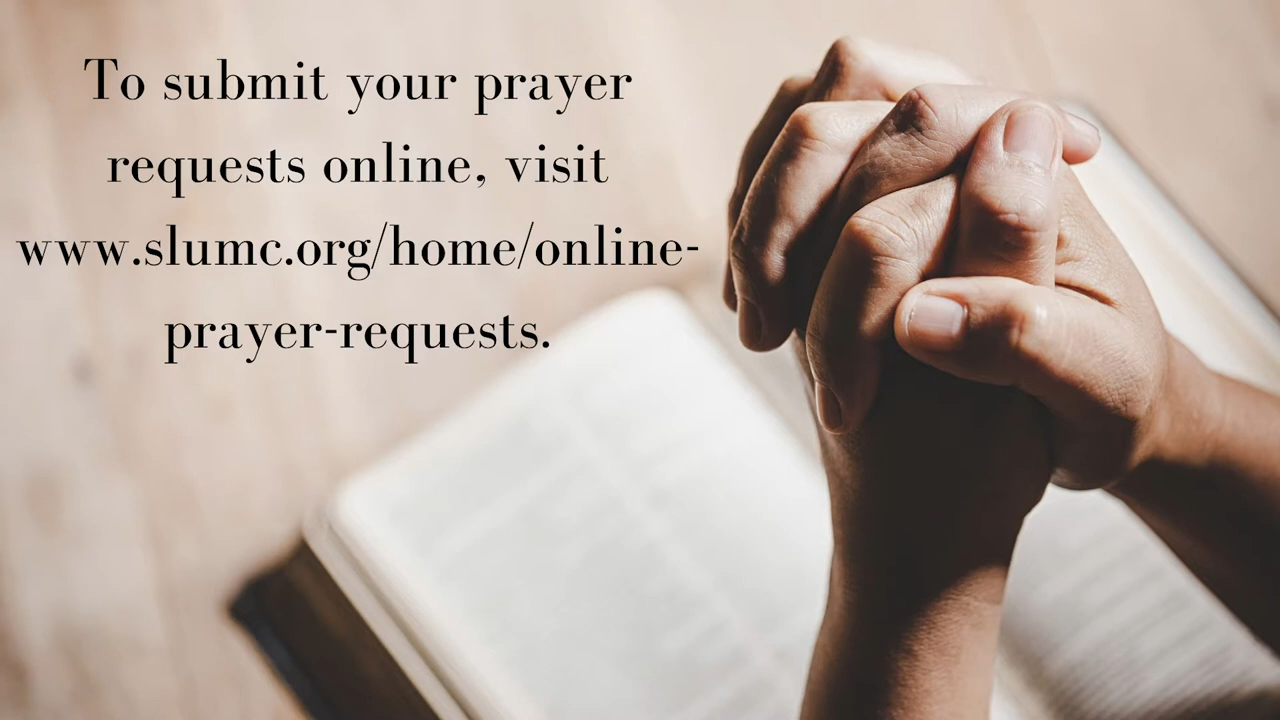 To submit your prayer
requests online, visit
www.slumc.org/home/online-
prayer-requests.